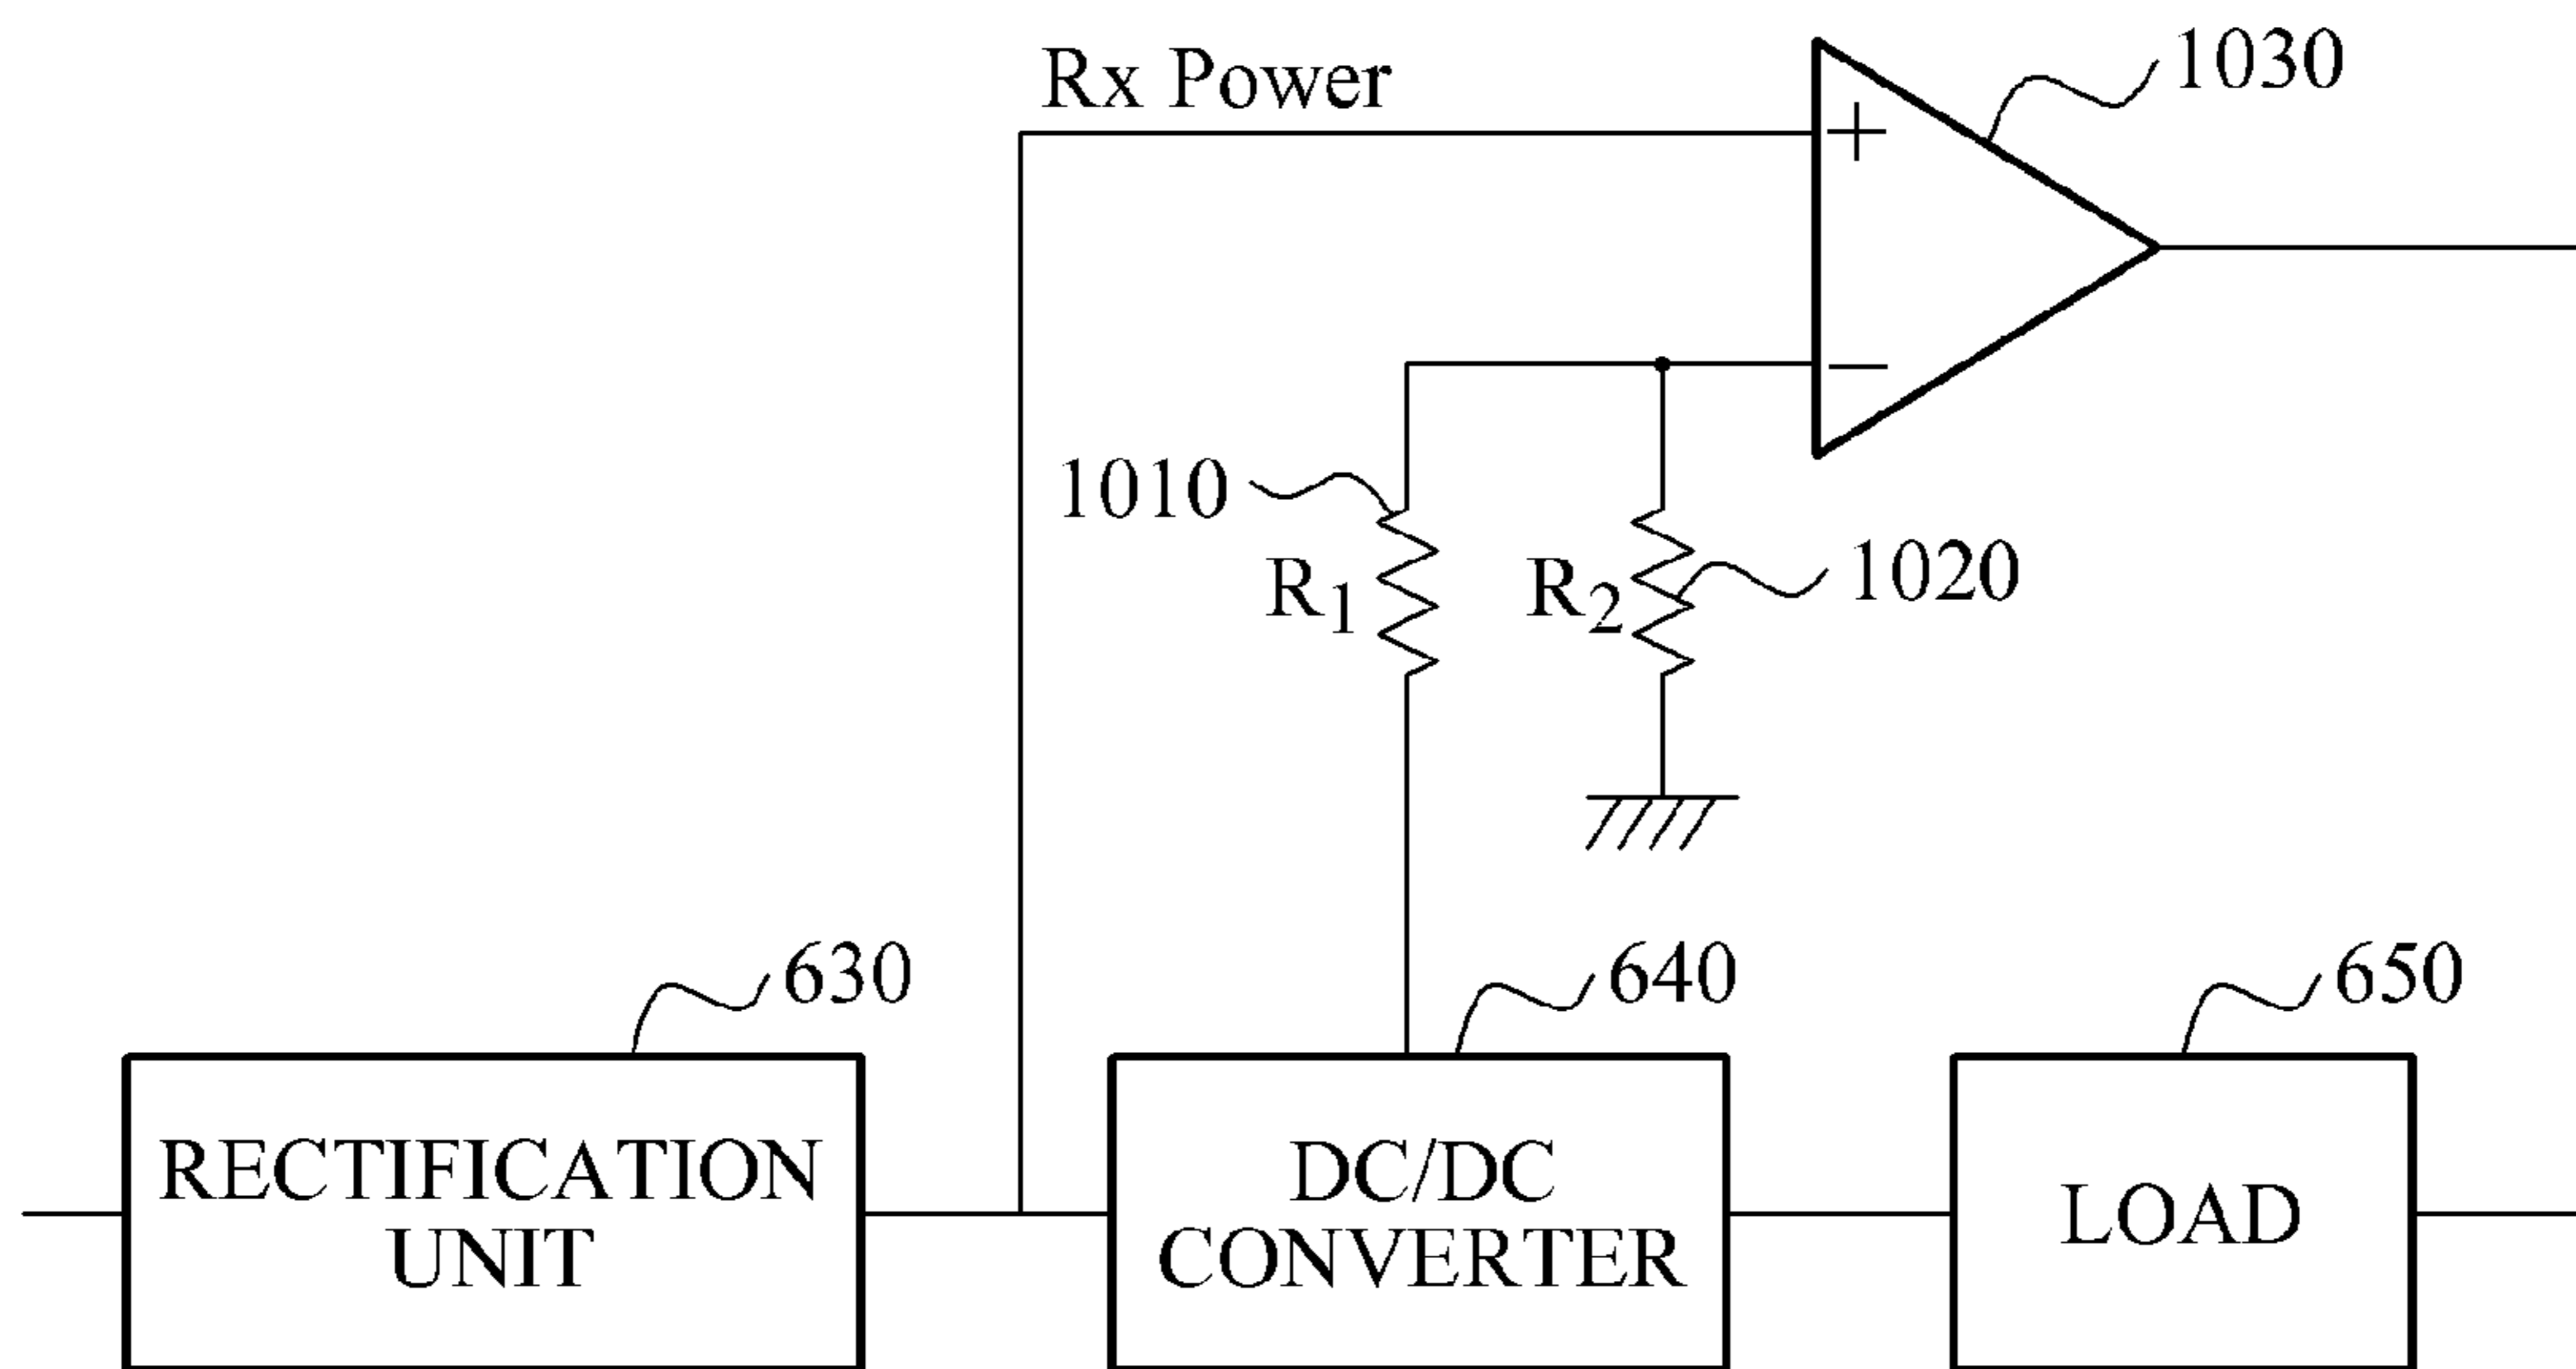 Rx Power
1030
+
−
1010
R1
R2
1020
630
640
650
RECTIFICATION
UNIT
DC/DC
CONVERTER
LOAD